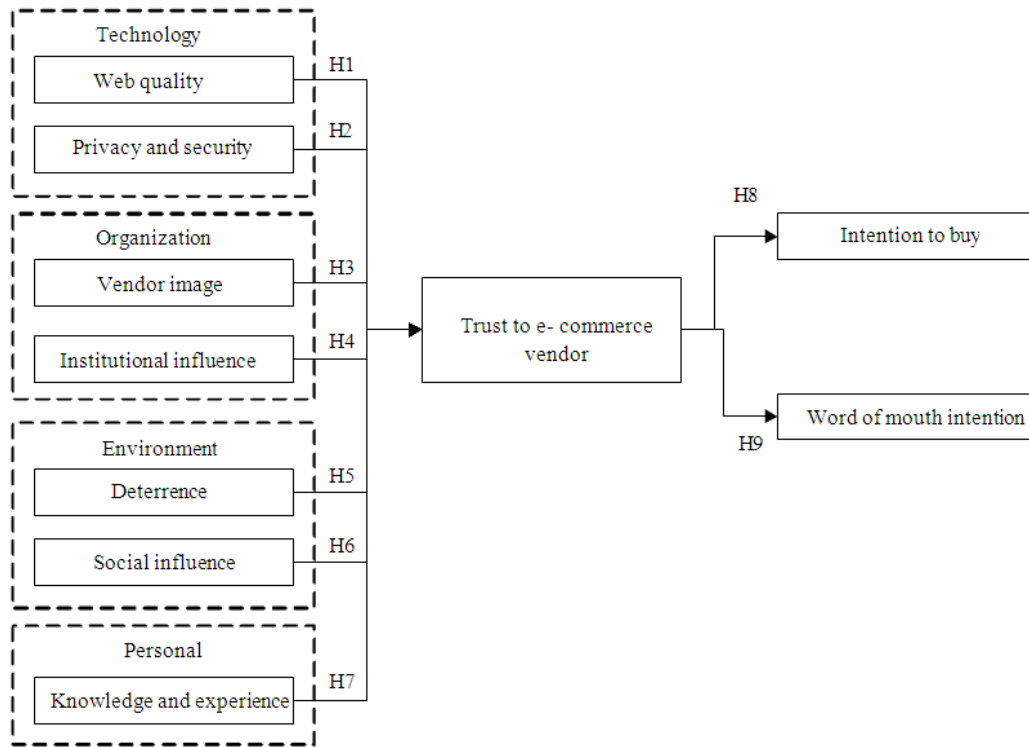 Technology
Web quality
H1
Privacy and security
H2
Organization
Vendor image
H3
Institutional influence
H4
Environment
Deterrence
H5
Social influence
H6
Personal
Knowledge and experience
H7
Trust to e- commerce
vendor
H8
Intention to buy
Word of mouth intention
H9